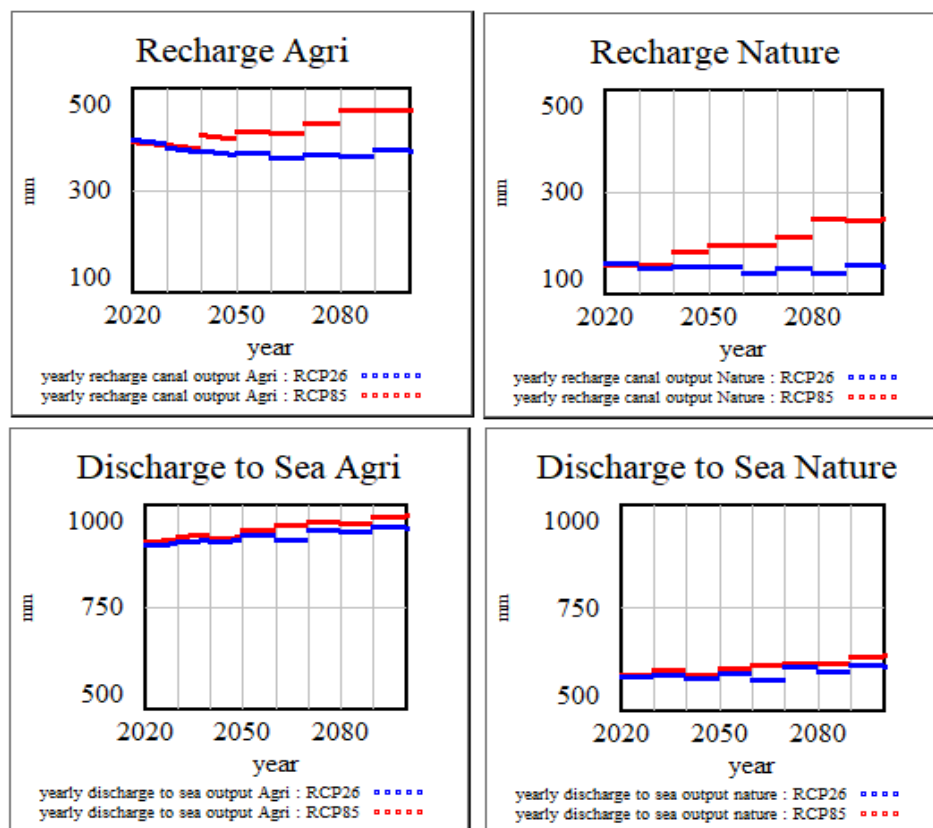 Recharge Agri
500
300
100
mm
2020 2050 2080
year
yearly recharge canal output Agri : RCP26
yearly recharge canal output Agri : RCP85
Recharge Nature
500
300
100
mm
2020 2050 2080
year
yearly recharge canal output Nature : RCP26
yearly recharge canal output Nature : RCP85
Discharge to Sea Agri
1000
750
500
mm
2020 2050 2080
year
yearly discharge to sea output Agri : RCP26
yearly discharge to sea output Agri : RCP85
Discharge to Sea Nature
1000
750
500
mm
2020 2050 2080
year
yearly discharge to sea output nature : RCP26
yearly discharge to sea output nature : RCP85